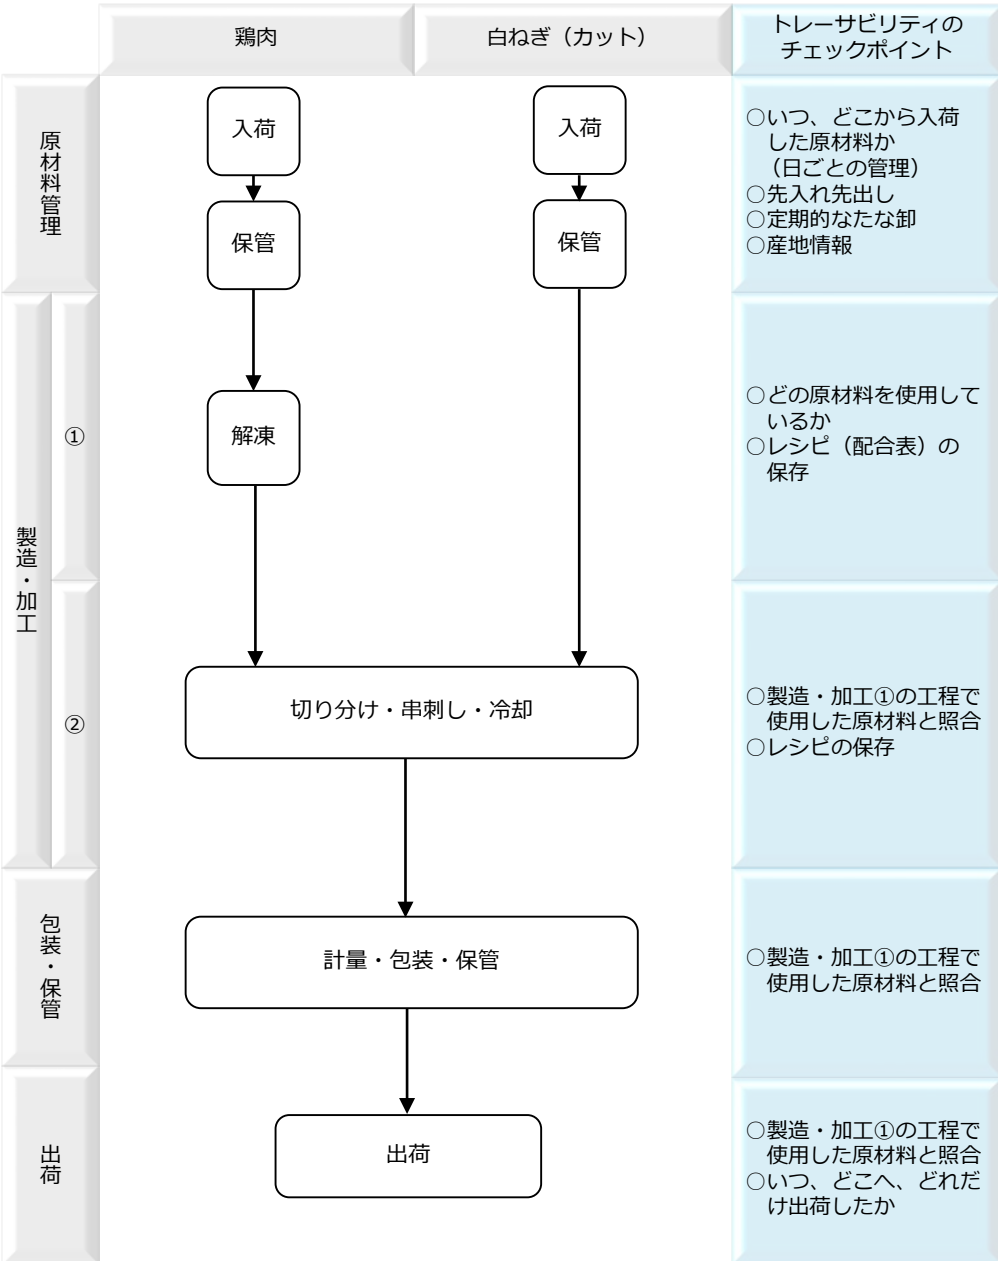 鶏肉
白ねぎ（カット）
トレーサビリティの
チェックポイント
原材料管理
入荷
入荷
保管
保管
○いつ、どこから入荷
した原材料か
（日ごとの管理）
○先入れ先出し
○定期的なたな卸
○産地情報
製造・加工
①
解凍
○どの原材料を使用して
いるか
○レシピ（配合表）の
保存
②
切り分け・串刺し・冷却
○製造・加工①の工程で
使用した原材料と照合
○レシピの保存
包装・保管
計量・包装・保管
○製造・加工①の工程で
使用した原材料と照合
出荷
出荷
○製造・加工①の工程で
使用した原材料と照合
○いつ、どこへ、どれだ
け出荷したか